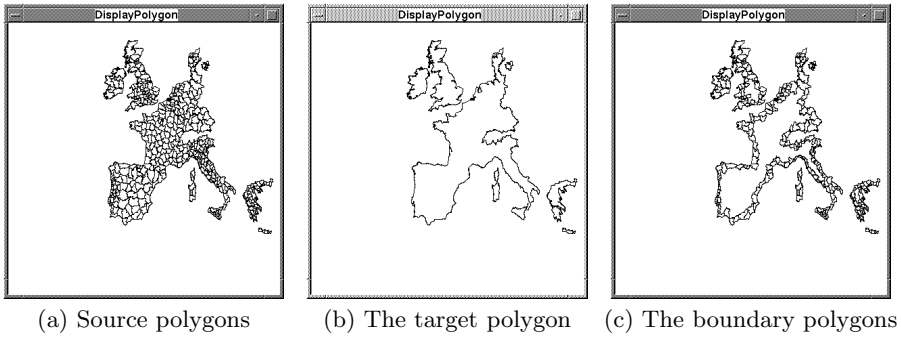 DisplayPolygon
DisplayPolygon
DisplayPolygon
(a) Source polygons
(b) The target polygon
(c) The boundary polygons